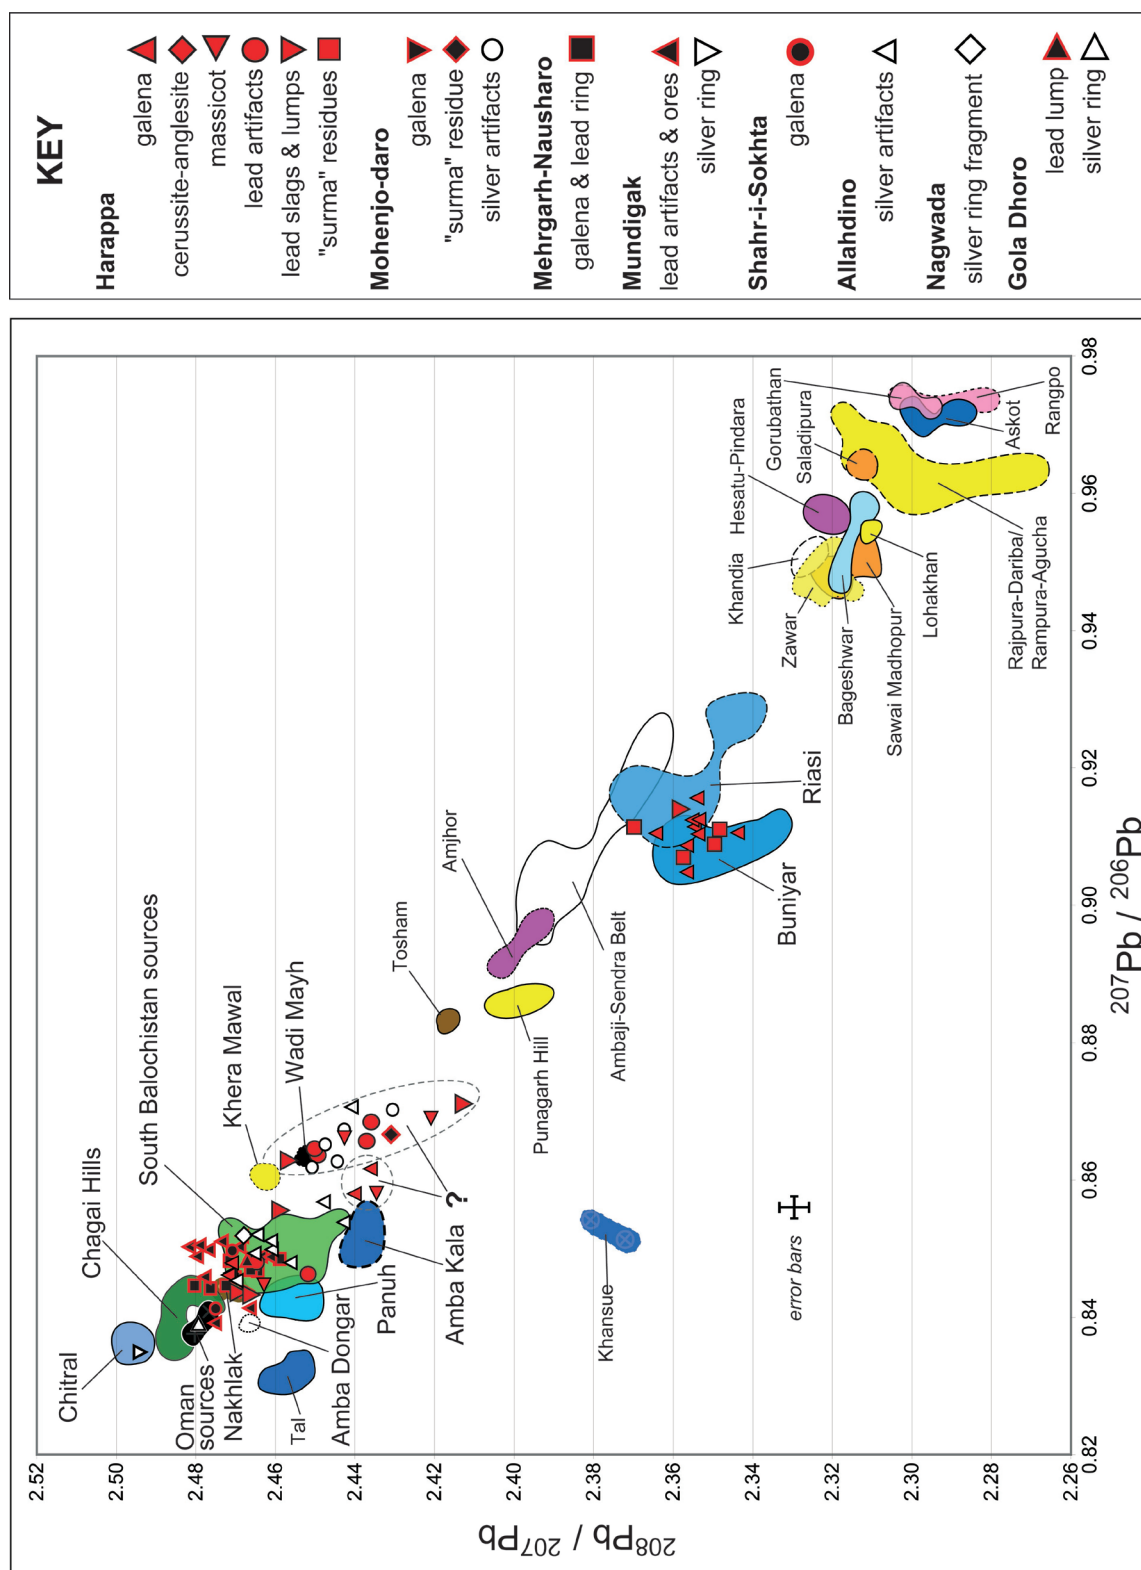 KEY
Harappa
galena
cerussite-anglesite
massicot
lead artifacts
lead slags & lumps
"surma" residues
Mohenjo-daro
galena
"surma" residue
silver artifacts
Mehrgarh-Nausharo
galena & lead ring
Mundigak
lead artifacts & ores
silver ring
Shahr-i-Sokhta
galena
Allahdino
silver artifacts
Nagwada
silver ring fragment
Gola Dhoro
lead lump
silver ring
208Pb / 207Pb
2.52
2.50
2.48
2.46
2.44
2.42
2.40
2.38
2.36
2.34
2.32
2.30
2.28
2.26
0.82
0.84
0.86
0.88
0.90
0.92
0.94
0.96
0.98
207Pb / 206Pb
Chitral
Chagai Hills
South Balochistan sources
Khera Mawal
Wadi Mayh
Oman
sources
Nakhlak
Tal
Amba Dongar
Panuh
Amba Kala
?
Tosham
Amjhor
Punagarh Hill
Ambaji-Sendra Belt
Khansue
error bars
Buniyar
Riasi
Khandia
Zawar
Hesatu-Pindara
Saladipura
Gorubathan
Bageshwar
Sawai Madhopur
Lohakhan
Rajpura-Dariba/
Rampura-Agucha
Askot
Rangpo